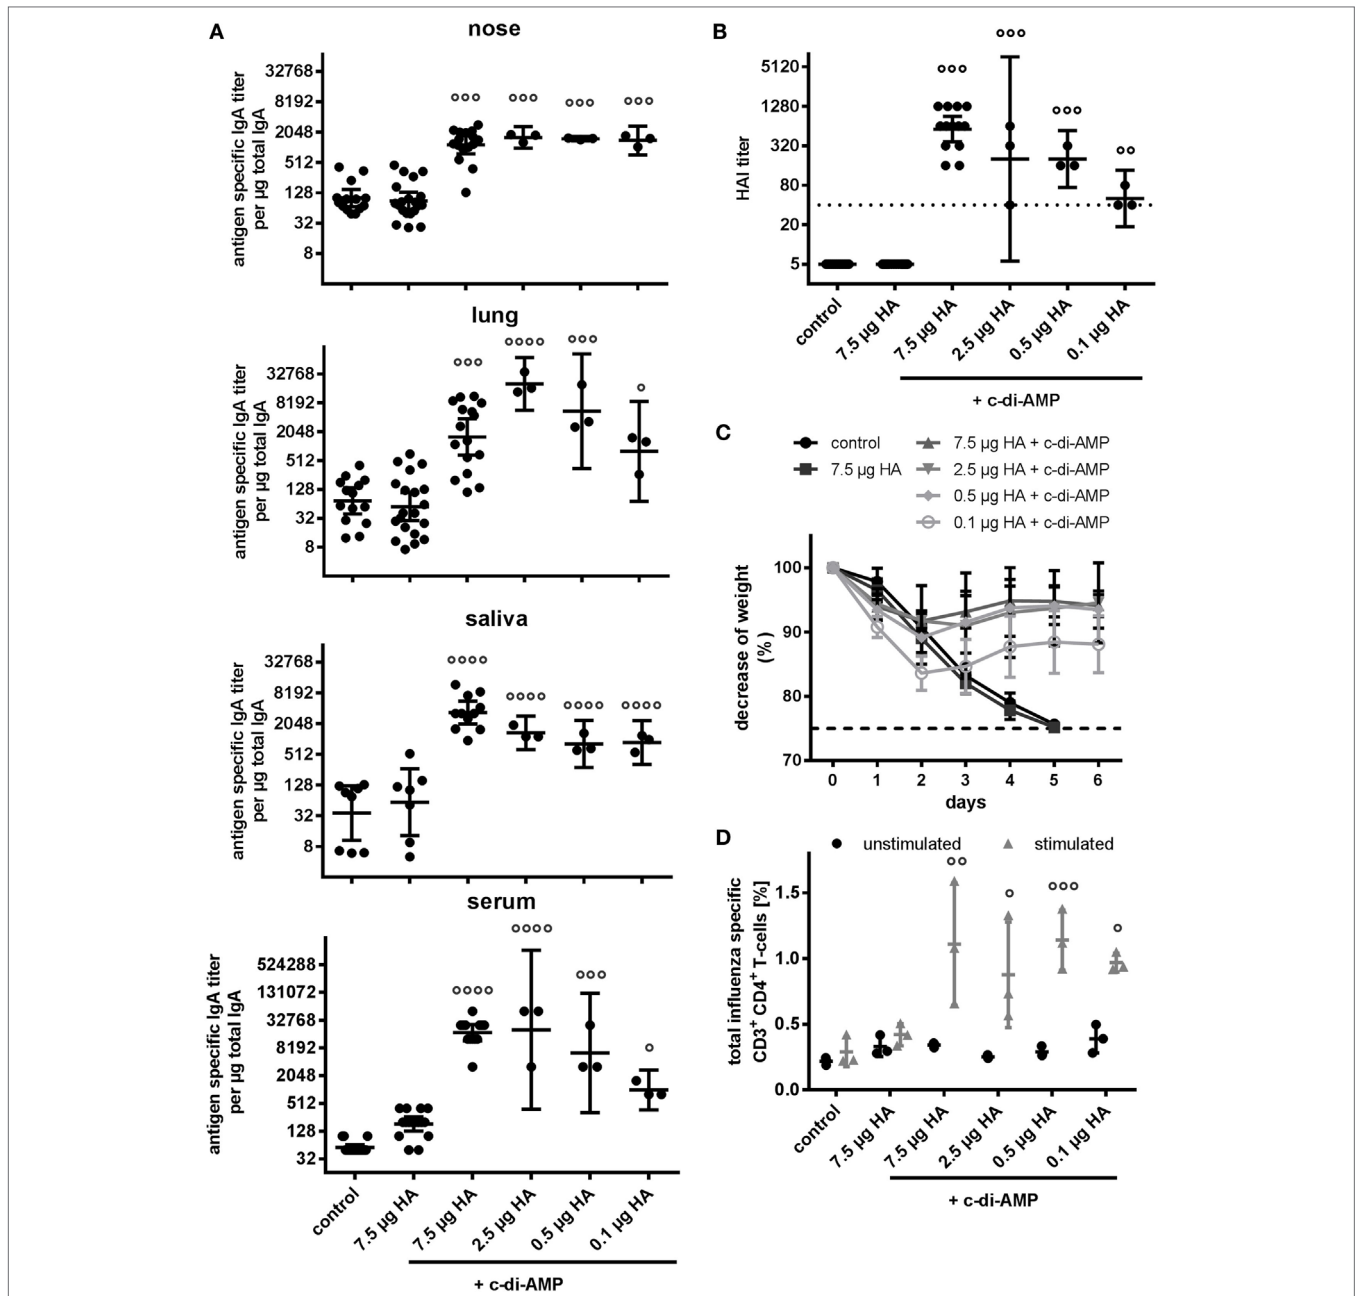 A
nose
antigen specific IgA titer
per µg total IgA
32768
8192
2048
512
128
32
8
°°°
°°°
°°°
°°°
lung
antigen specific IgA titer
per µg total IgA
32768
8192
2048
512
128
32
8
°°°
°°°°
°°°
°
saliva
antigen specific IgA titer
per µg total IgA
32768
8192
2048
512
128
32
8
°°°°
°°°°
°°°°
°°°°
serum
antigen specific IgA titer
per µg total IgA
524288
131072
32768
8192
2048
512
128
32
°°°°
°°°°
°°°
°
control
7.5 µg HA
7.5 µg HA
2.5 µg HA
0.5 µg HA
0.1 µg HA
+ c-di-AMP
B
HAI titer
5120
1280
320
80
20
5
°°°
°°°
°°°
°°
control
7.5 µg HA
7.5 µg HA
2.5 µg HA
0.5 µg HA
0.1 µg HA
+ c-di-AMP
C
control
7.5 µg HA
7.5 µg HA + c-di-AMP
2.5 µg HA + c-di-AMP
0.5 µg HA + c-di-AMP
0.1 µg HA + c-di-AMP
decrease of weight
(%)
100
90
80
70
0 1 2 3 4 5 6
days
D
unstimulated
stimulated
total influenza specific
CD3⁺ CD4⁺ T-cells [%]
1.5
1.0
0.5
0.0
°°
°
°°°
°
control
7.5 µg HA
7.5 µg HA
2.5 µg HA
0.5 µg HA
0.1 µg HA
+ c-di-AMP